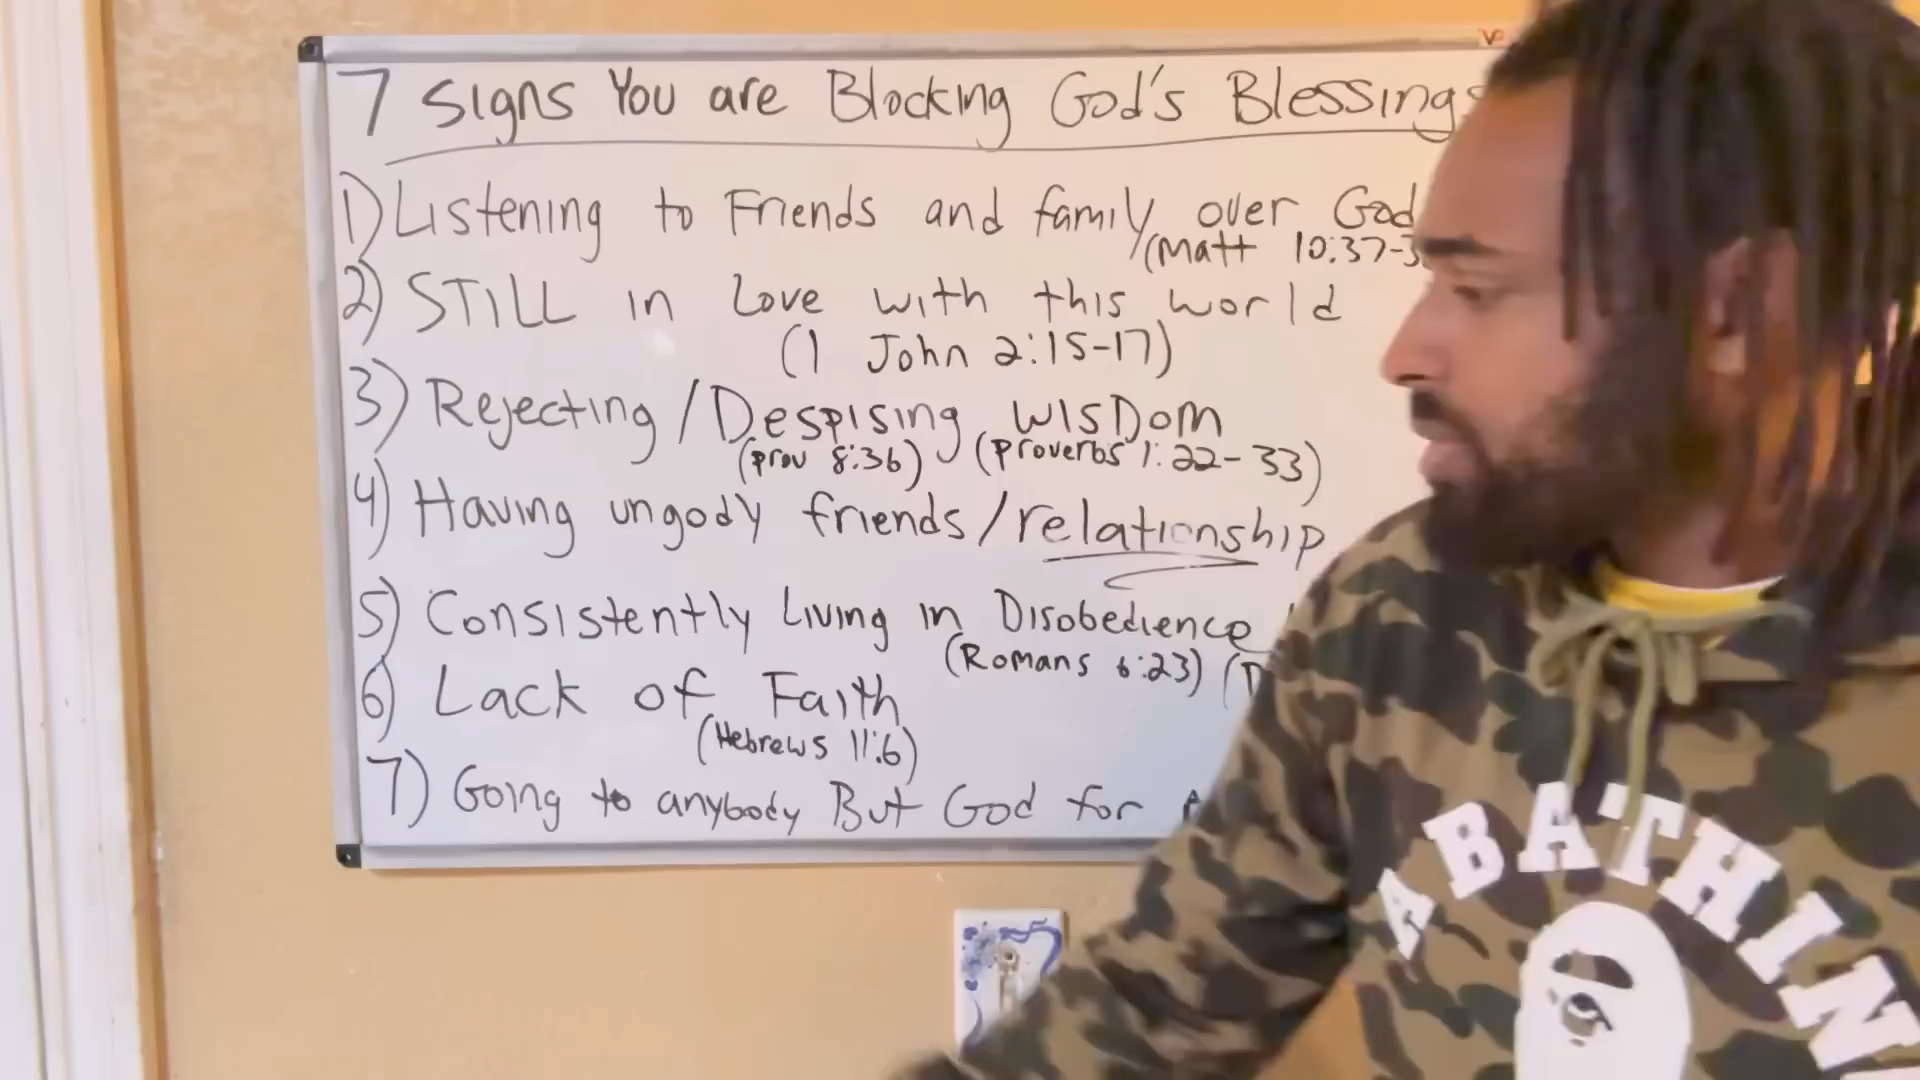 7 Signs You are Blocking God's Blessings
1) Listening to Friends and family over God
(Matt 10:37-3
2) STILL in Love with this world
(1 John 2:15-17)
3) Rejecting/Despising WISDOM
(prov 8:36) (proverbs 1:22-33)
4) Having ungody friends/relationship
5) Consistently Living in Disobedience
(Romans 6:23) (D
6) Lack of Faith
(Hebrews 11:6)
7) Going to anybody But God for
A BATHIN